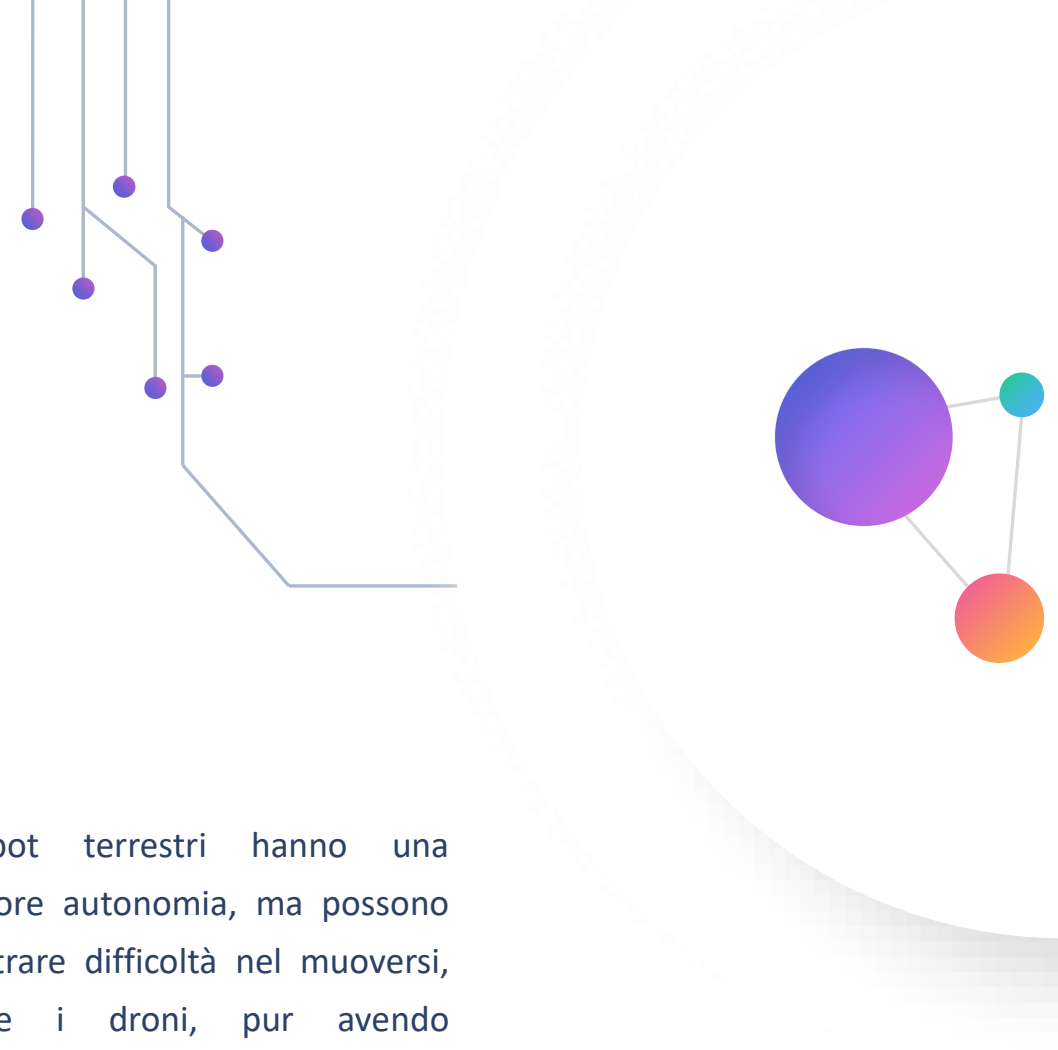 terrestri hanno una
autonomia, ma possono
difficoltà nel muoversi,
i droni, pur avendo